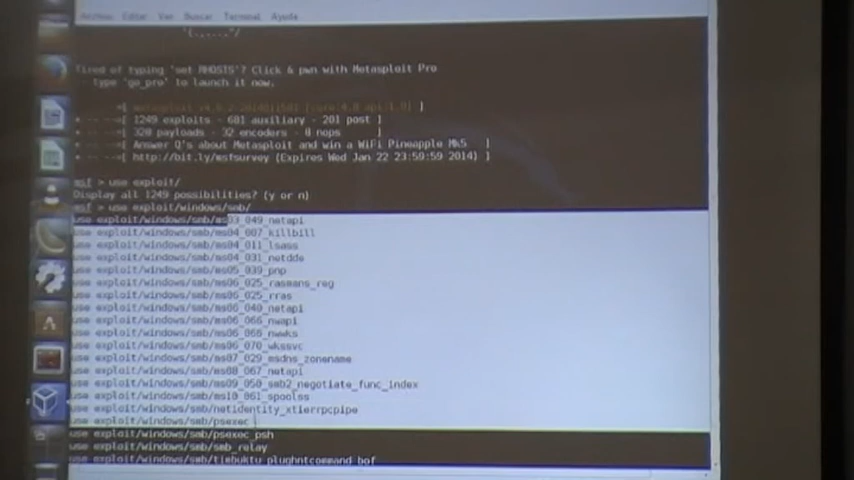 Archivo Editar Ver Buscar Terminal Ayuda
Tired of typing 'set RHOSTS'? Click & pwn with Metasploit Pro
-- type 'go_pro' to launch it now.
=[ metasploit
+ -- --=[ 1249 exploits - 681 auxiliary - 201 post ]
+ -- --=[ 320 payloads - 32 encoders - 8 nops ]
+ -- --=[ Answer Q's about Metasploit and win a WiFi Pineapple Mk5 ]
+ -- --=[ http://bit.ly/msfsurvey (Expires Wed Jan 22 23:59:59 2014) ]
msf > use exploit/
Display all 1249 possibilities? (y or n)
msf > use exploit/windows/smb/
use exploit/windows/smb/ms03_049_netapi
use exploit/windows/smb/ms04_007_killbill
use exploit/windows/smb/ms04_011_lsass
use exploit/windows/smb/ms04_031_netdde
use exploit/windows/smb/ms05_039_pnp
use exploit/windows/smb/ms06_025_rasmans_reg
use exploit/windows/smb/ms06_025_rras
use exploit/windows/smb/ms06_040_netapi
use exploit/windows/smb/ms06_066_nwapi
use exploit/windows/smb/ms06_066_nwwks
use exploit/windows/smb/ms06_070_wkssvc
use exploit/windows/smb/ms07_029_msdns_zonename
use exploit/windows/smb/ms08_067_netapi
use exploit/windows/smb/ms09_050_smb2_negotiate_func_index
use exploit/windows/smb/ms10_061_spoolss
use exploit/windows/smb/netidentity_xtierrpcpipe
use exploit/windows/smb/psexec
use exploit/windows/smb/psexec_psh
use exploit/windows/smb/smb_relay
use exploit/windows/smb/timbuktu_plughntcommand_bof